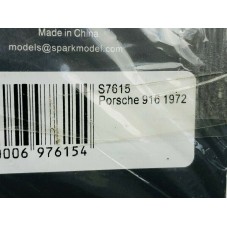 Made in China
models@sparkmodel.com
S7615
Porsche 916 1972
0006 976154